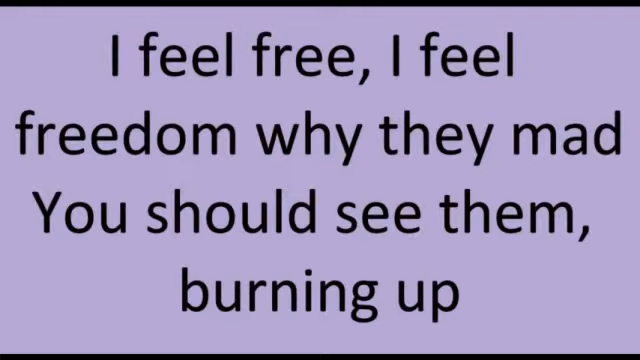 I feel free, I feel
freedom why they mad
You should see them,
burning up